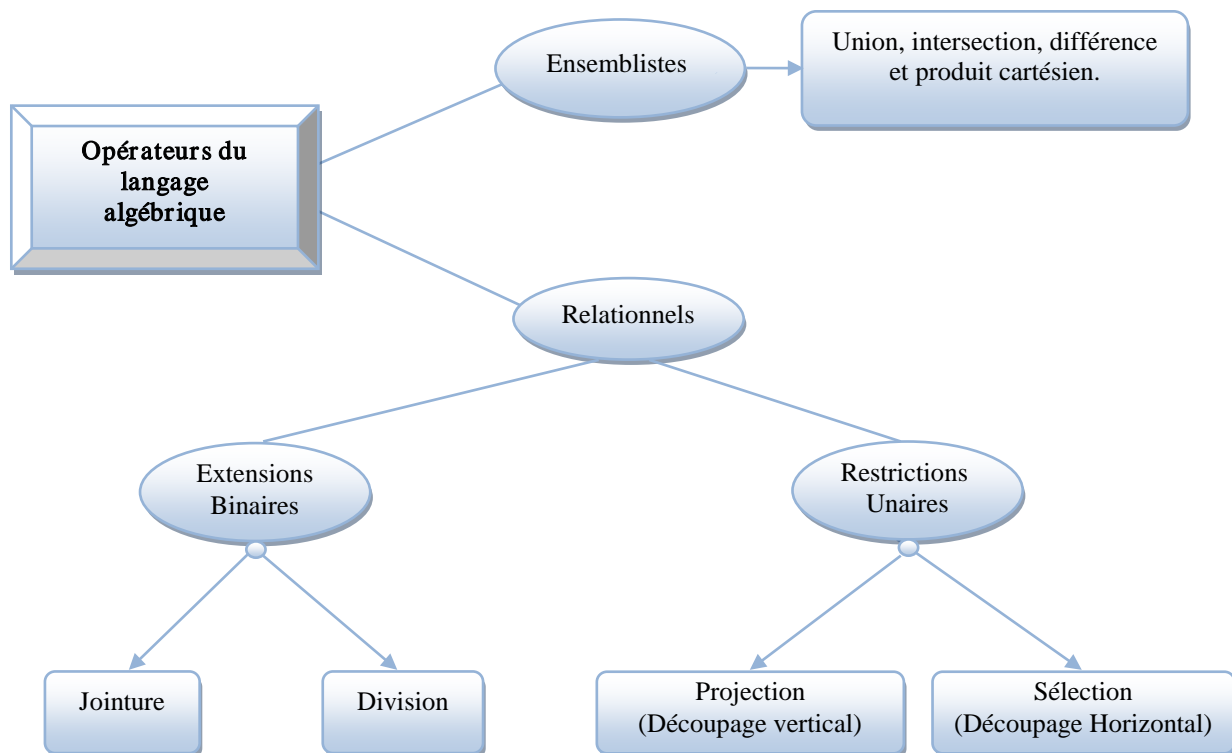 Ensemblistes
Union, intersection, différence
et produit cartésien.
Opérateurs du
langage
algébrique
Relationnels
Extensions
Binaires
Restrictions
Unaires
Jointure
Division
Projection
(Découpage vertical)
Sélection
(Découpage Horizontal)